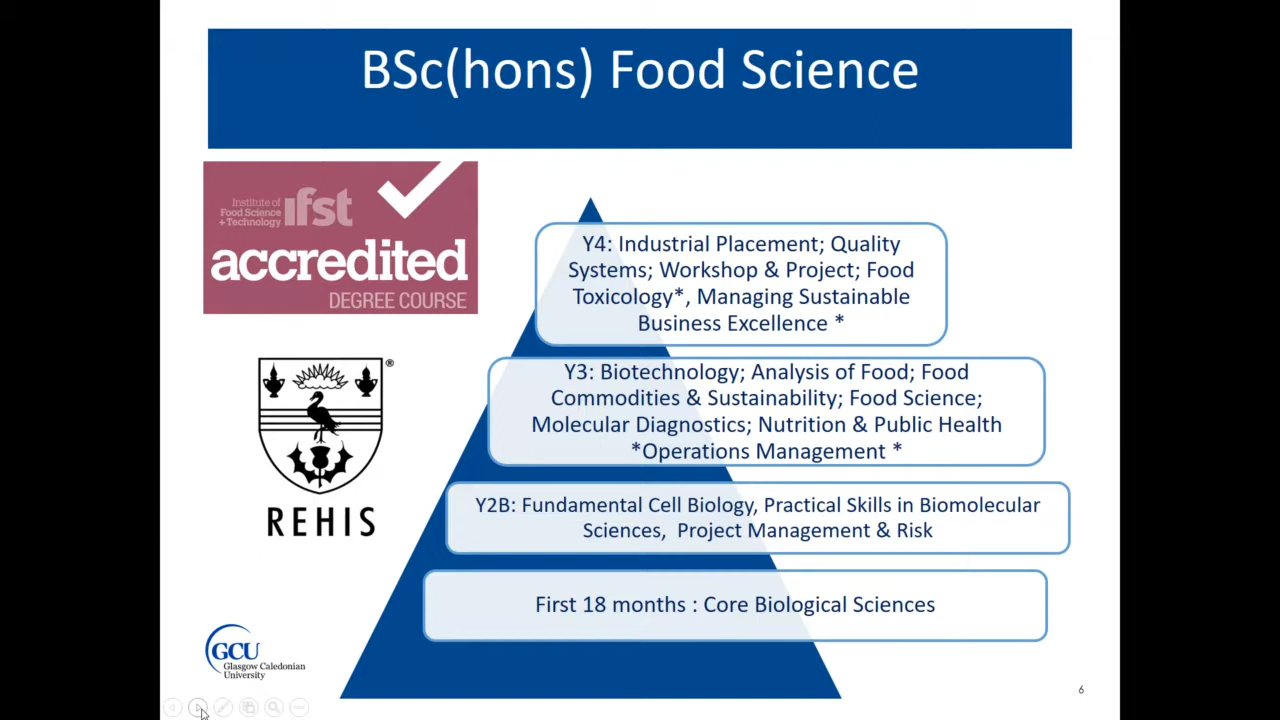 BSc(hons) Food Science
Institute of
Food Science
+Technology
ifst
accredited
DEGREE COURSE
Y4: Industrial Placement; Quality
Systems; Workshop & Project; Food
Toxicology*, Managing Sustainable
Business Excellence *
Y3: Biotechnology; Analysis of Food; Food
Commodities & Sustainability; Food Science;
Molecular Diagnostics; Nutrition & Public Health
*Operations Management *
®
REHIS
Y2B: Fundamental Cell Biology, Practical Skills in Biomolecular
Sciences, Project Management & Risk
First 18 months : Core Biological Sciences
GCU
Glasgow Caledonian
University
6